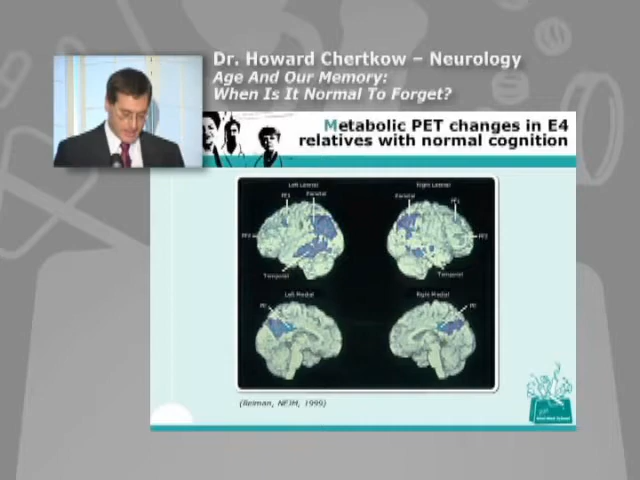 Dr. Howard Chertkow – Neurology
Age And Our Memory:
When Is It Normal To Forget?
Metabolic PET changes in E4
relatives with normal cognition
Left Lateral
Right Lateral
Parietal
Parietal
Temporal
Temporal
Left Medial
Right Medial
(Reiman, NEJM, 1999)